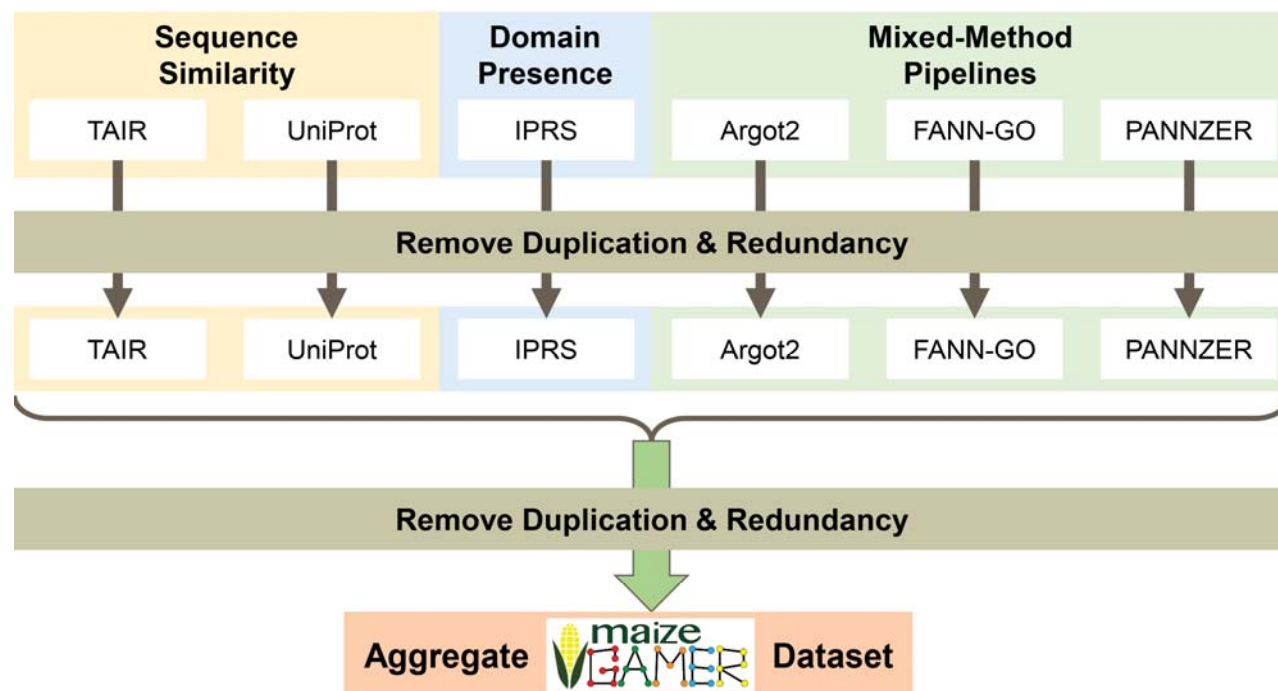 Sequence
Similarity
Domain
Presence
Mixed-Method
Pipelines
TAIR
UniProt
IPRS
Argot2
FANN-GO
PANNZER
Remove Duplication & Redundancy
TAIR
UniProt
IPRS
Argot2
FANN-GO
PANNZER
Remove Duplication & Redundancy
Aggregate
maize
GAMER
Dataset